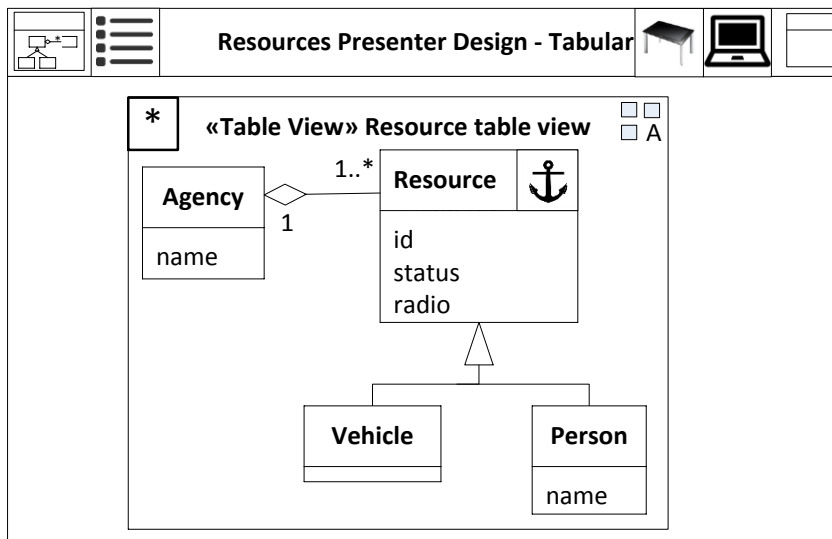 Resources Presenter Design - Tabular
*
* «Table View» Resource table view
A
Agency
name
1
1..*
Resource
id
status
radio
Vehicle
Person
name